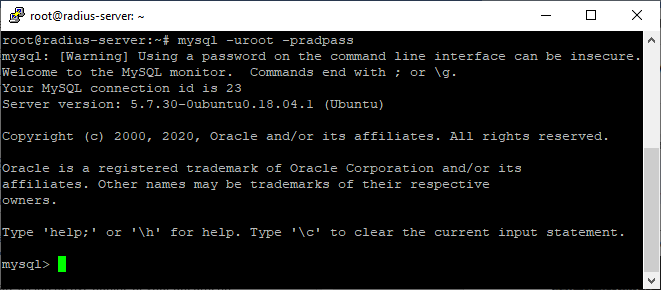 root@radius-server: ~
root@radius-server:~# mysql -uroot -pradpass
mysql: [Warning] Using a password on the command line interface can be insecure.
Welcome to the MySQL monitor.  Commands end with ; or \g.
Your MySQL connection id is 23
Server version: 5.7.30-0ubuntu0.18.04.1 (Ubuntu)
Copyright (c) 2000, 2020, Oracle and/or its affiliates. All rights reserved.
Oracle is a registered trademark of Oracle Corporation and/or its
affiliates. Other names may be trademarks of their respective
owners.
Type 'help;' or '\h' for help. Type '\c' to clear the current input statement.
mysql>